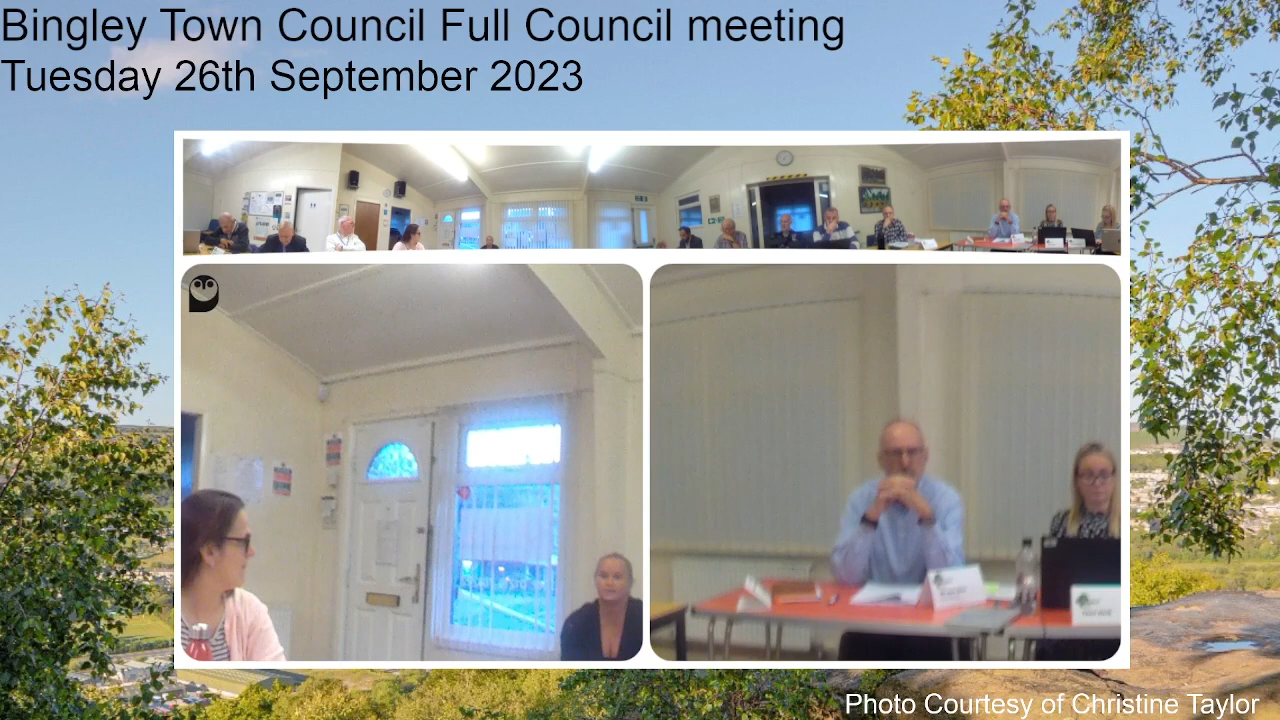 Bingley Town Council Full Council meeting
Tuesday 26th September 2023
Photo Courtesy of Christine Taylor